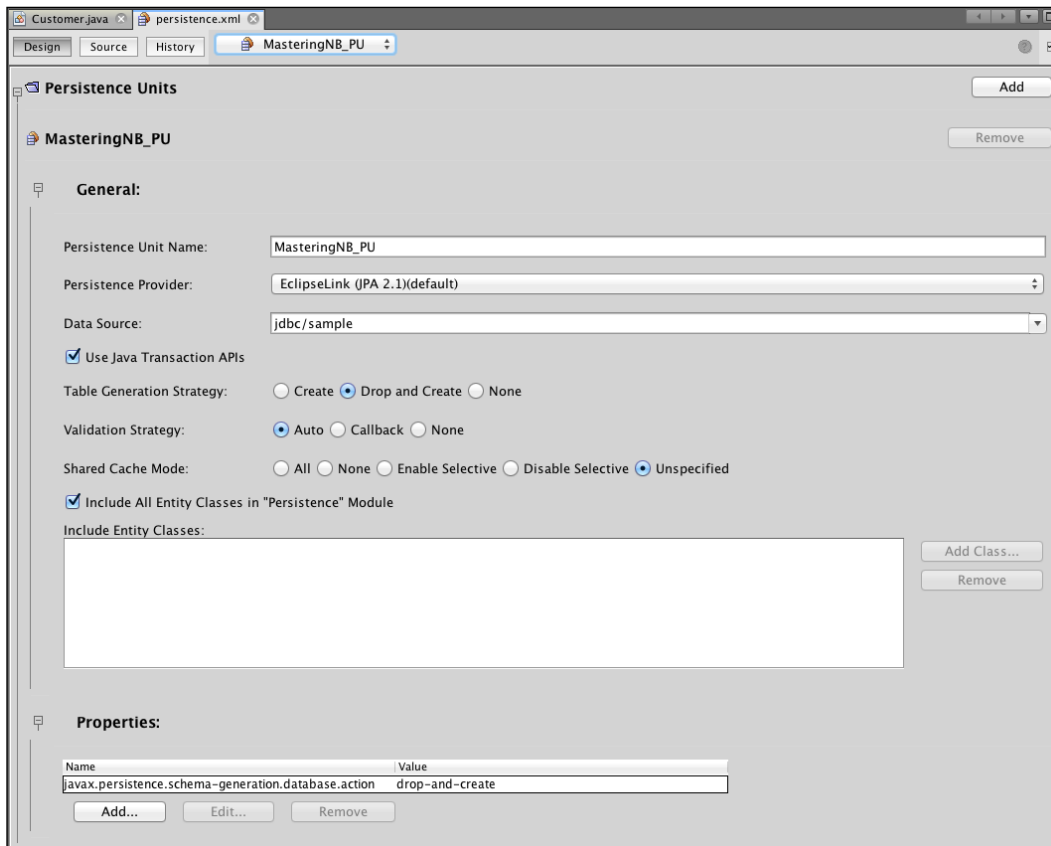 Customer.java persistence.xml
Design Source History MasteringNB_PU
Persistence Units Add
MasteringNB_PU Remove
General:
Persistence Unit Name: MasteringNB_PU
Persistence Provider: EclipseLink (JPA 2.1)(default)
Data Source: jdbc/sample
Use Java Transaction APIs
Table Generation Strategy: Create Drop and Create None
Validation Strategy: Auto Callback None
Shared Cache Mode: All None Enable Selective Disable Selective Unspecified
Include All Entity Classes in "Persistence" Module
Include Entity Classes:
Add Class...
Remove
Properties:
Name Value
javax.persistence.schema-generation.database.action drop-and-create
Add... Edit... Remove